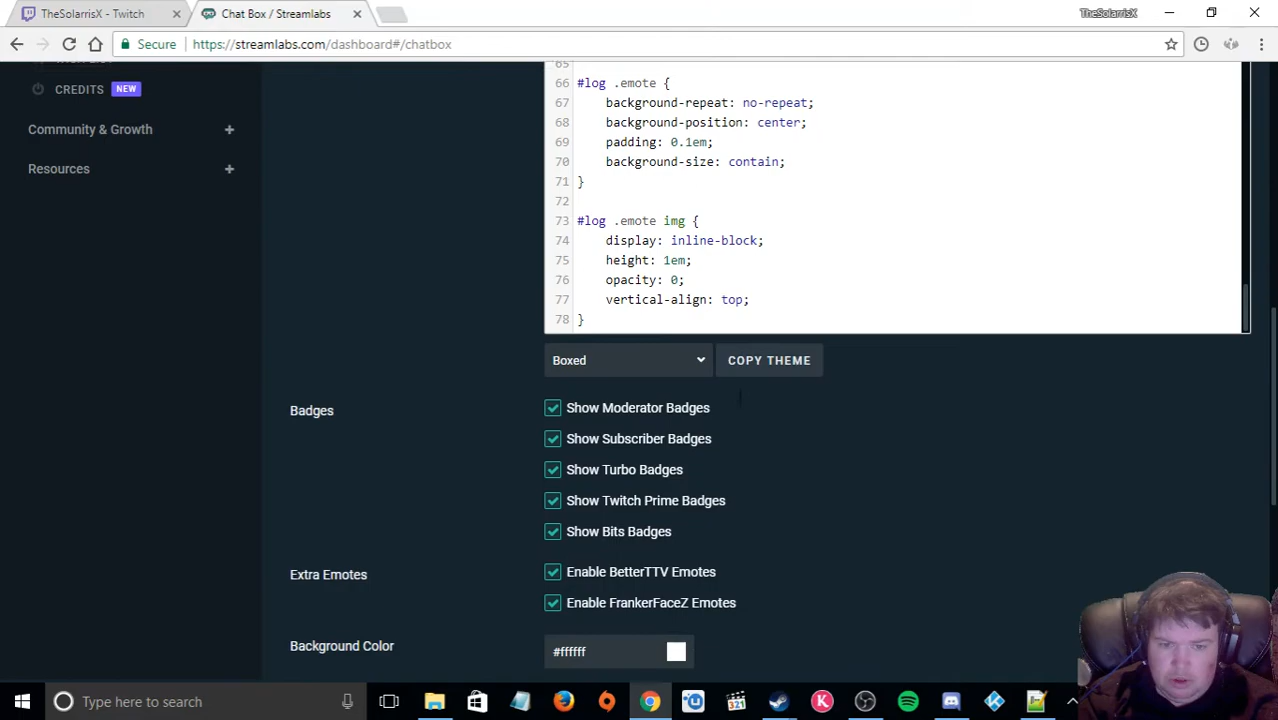 TheSolarrisX - Twitch
Chat Box / Streamlabs
TheSolarrisX
Secure
https://streamlabs.com/dashboard#/chatbox
CREDITS NEW
Community & Growth +
Resources +
65
66 #log .emote {
67 background-repeat: no-repeat;
68 background-position: center;
69 padding: 0.1em;
70 background-size: contain;
71 }
72
73 #log .emote img {
74 display: inline-block;
75 height: 1em;
76 opacity: 0;
77 vertical-align: top;
78 }
Boxed
COPY THEME
Badges
Show Moderator Badges
Show Subscriber Badges
Show Turbo Badges
Show Twitch Prime Badges
Show Bits Badges
Extra Emotes
Enable BetterTTV Emotes
Enable FrankerFaceZ Emotes
Background Color
#ffffff
Type here to search
321
K